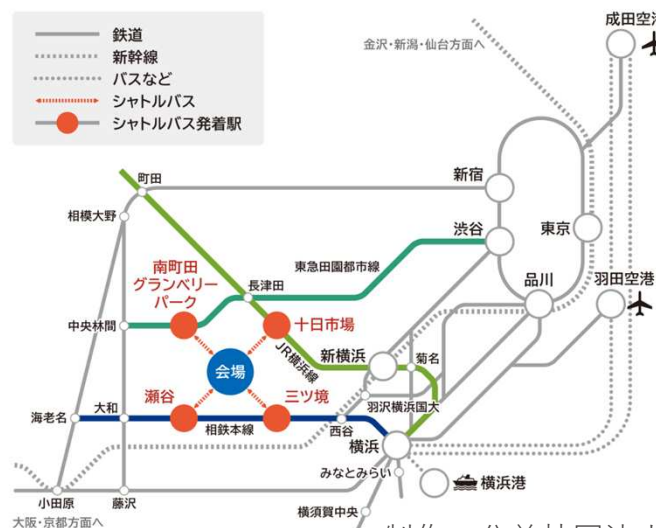 鉄道
新幹線
バスなど
シャトルバス
シャトルバス発着駅
金沢・新潟・仙台方面へ
成田空港
町田
新宿
相模大野
渋谷
東京
南町田
グランベリー
パーク
東急田園都市線
長津田
品川
羽田空港
中央林間
十日市場
JR横浜線
新横浜
菊名
会場
瀬谷
三ツ境
羽沢横浜国大
海老名
大和
相鉄本線
西谷
横浜
みなとみらい
横浜港
小田原
藤沢
横須賀中央
大阪・京都方面へ